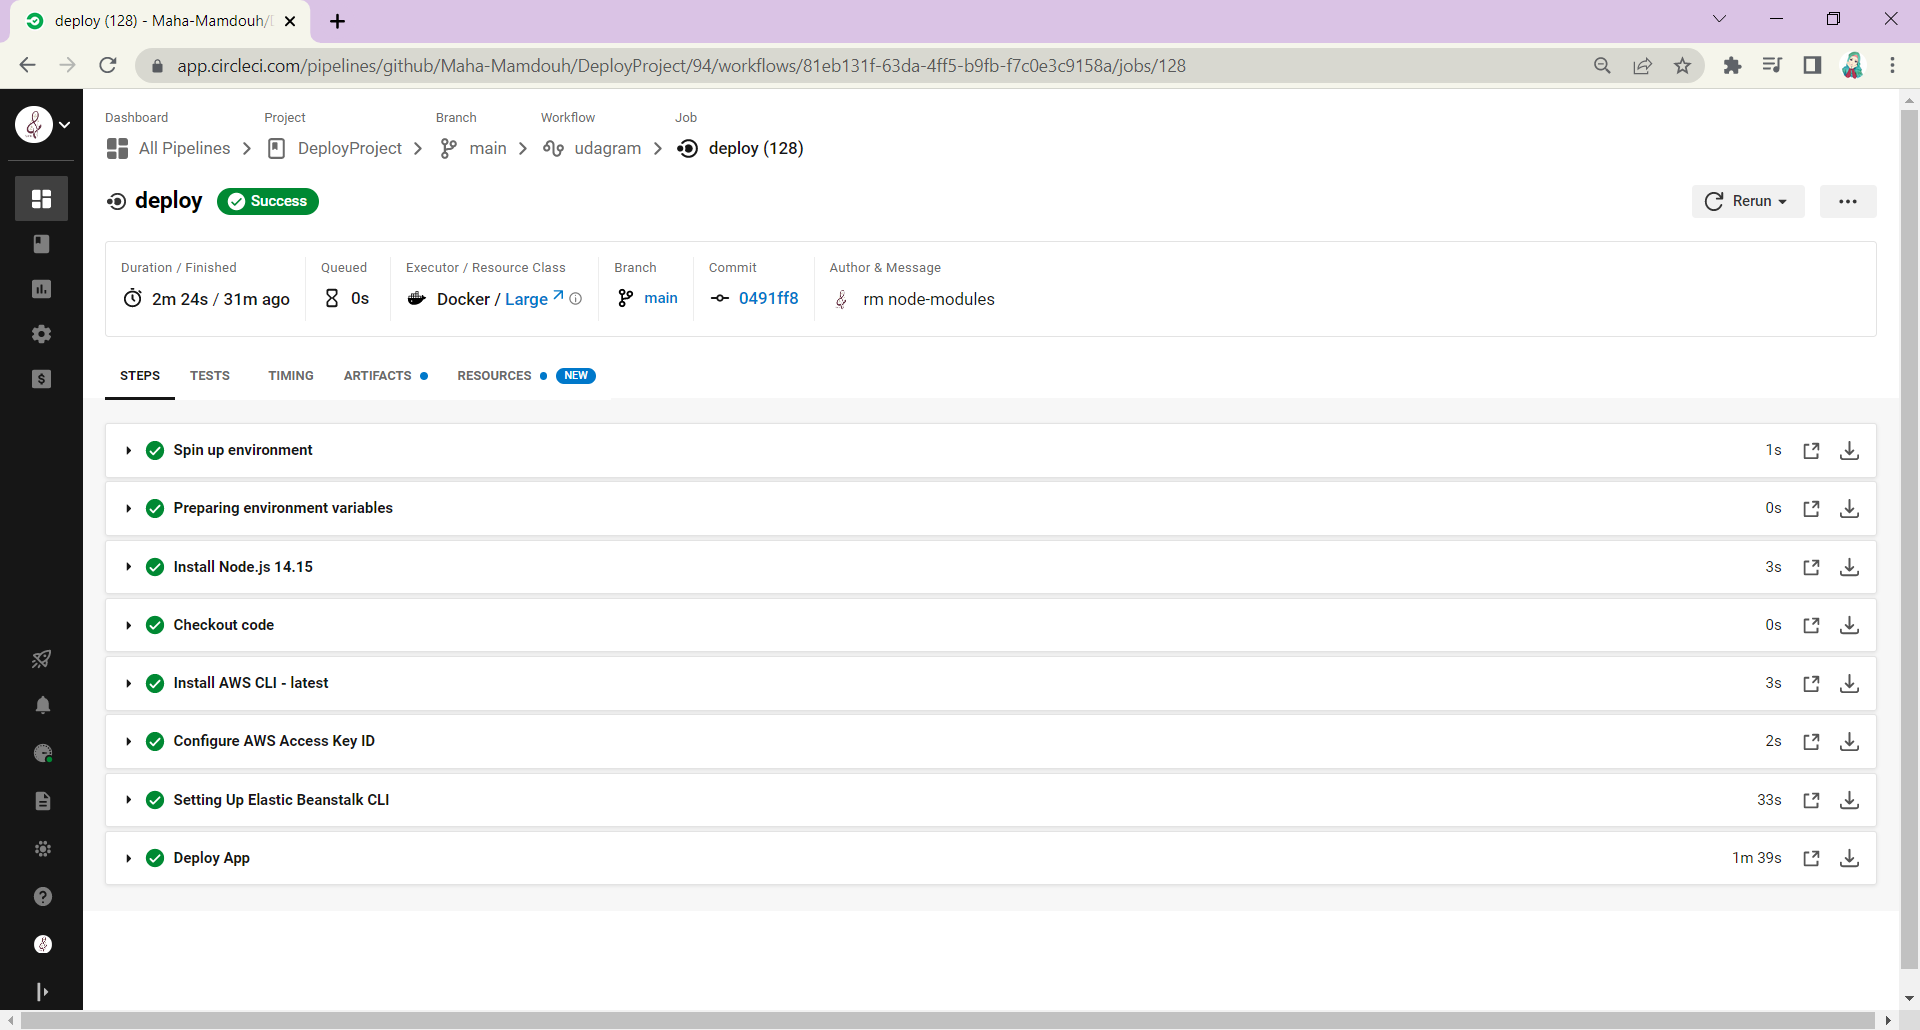 deploy (128) - Maha-Mamdouh/
app.circleci.com/pipelines/github/Maha-Mamdouh/DeployProject/94/workflows/81eb131f-63da-4ff5-b9fb-f7c0e3c9158a/jobs/128
Dashboard Project Branch Workflow Job
All Pipelines DeployProject main udagram deploy (128)
deploy Success Rerun
Duration / Finished Queued Executor / Resource Class Branch Commit Author & Message
2m 24s / 31m ago 0s Docker / Large main 0491ff8 rm node-modules
STEPS TESTS TIMING ARTIFACTS RESOURCES NEW
Spin up environment 1s
Preparing environment variables 0s
Install Node.js 14.15 3s
Checkout code 0s
Install AWS CLI - latest 3s
Configure AWS Access Key ID 2s
Setting Up Elastic Beanstalk CLI 33s
Deploy App 1m 39s